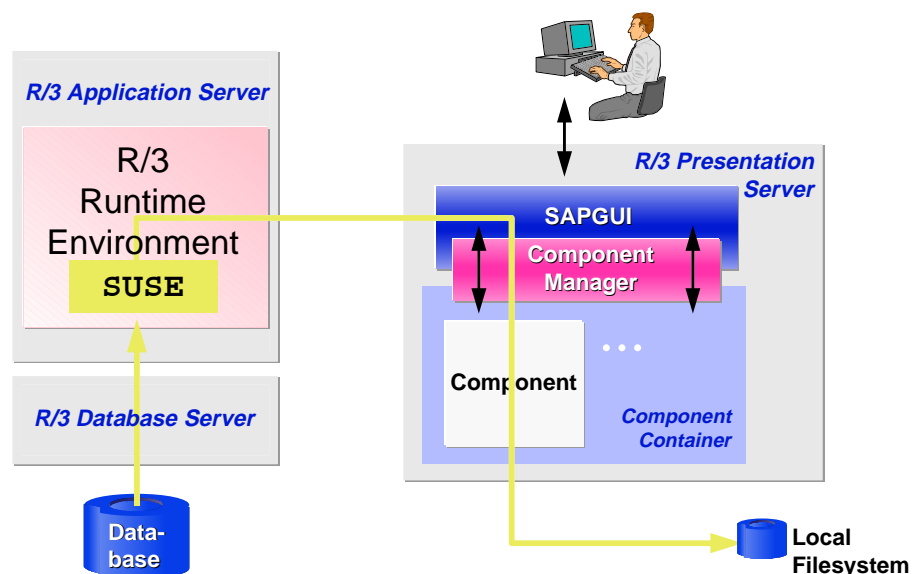 R/3 Application Server
R/3
Runtime
Environment
SUSE
R/3 Database Server
Data-
base
R/3 Presentation
Server
SAPGUI
Component
Manager
Component
...
Component
Container
Local
Filesystem